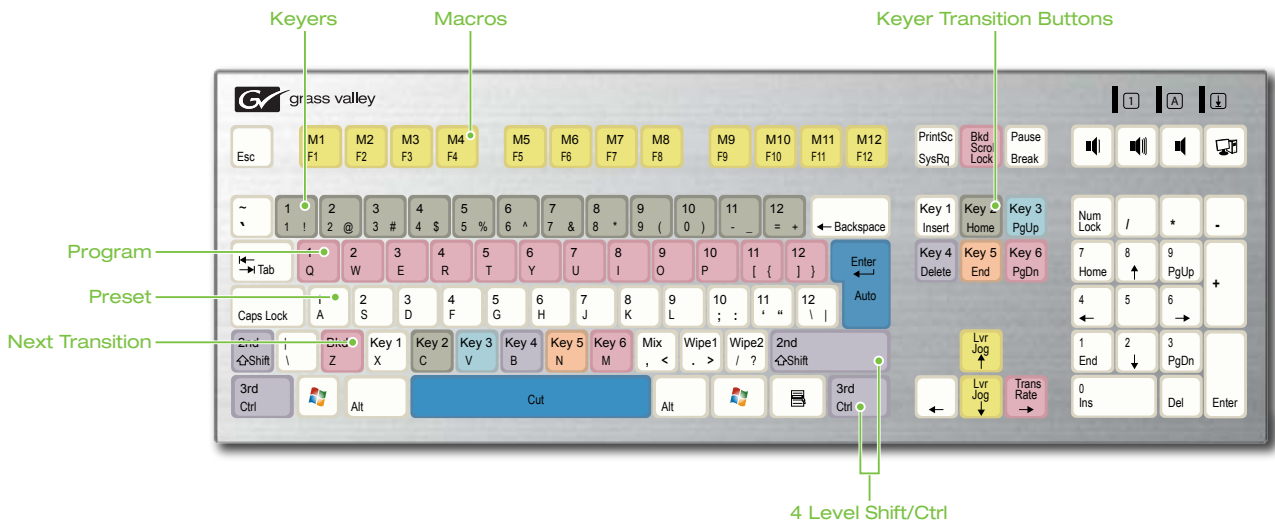 Keyers Macros Keyer Transition Buttons
grass valley
1 A
Esc M1 F1 M2 F2 M3 F3 M4 F4 M5 F5 M6 F6 M7 F7 M8 F8 M9 F9 M10 F10 M11 F11 M12 F12 PrintSc SysRq Bkd Scrol Lock Pause Break
~ ` 1 1 ! 2 2 @ 3 3 # 4 4 $ 5 5 % 6 6 ^ 7 7 & 8 8 * 9 9 ( 10 0 ) 11 - _ 12 = + ← Backspace Key 1 Insert Key 2 Home Key 3 PgUp Num Lock / * -
Program
Tab 1 Q 2 W 3 E 4 R 5 T 6 Y 7 U 8 I 9 O 10 P 11 [ { 12 ] } Enter Auto Key 4 Delete Key 5 End Key 6 PgDn 7 Home 8 ↑ 9 PgUp +
Preset
Caps Lock 1 A 2 S 3 D 4 F 5 G 6 H 7 J 8 K 9 L 10 ; : 11 ‘ “ 12 \ | 4 ← 5 6 →
Next Transition
2nd Shift | \ Bkd Z Key 1 X Key 2 C Key 3 V Key 4 B Key 5 N Key 6 M Mix , < Wipe1 . > Wipe2 / ? 2nd Shift Lvr Jog ↑ 1 End 2 ↓ 3 PgDn
3rd Ctrl Alt Cut Alt 3rd Ctrl ← Lvr Jog ↓ Trans Rate → 0 Ins Del Enter
4 Level Shift/Ctrl